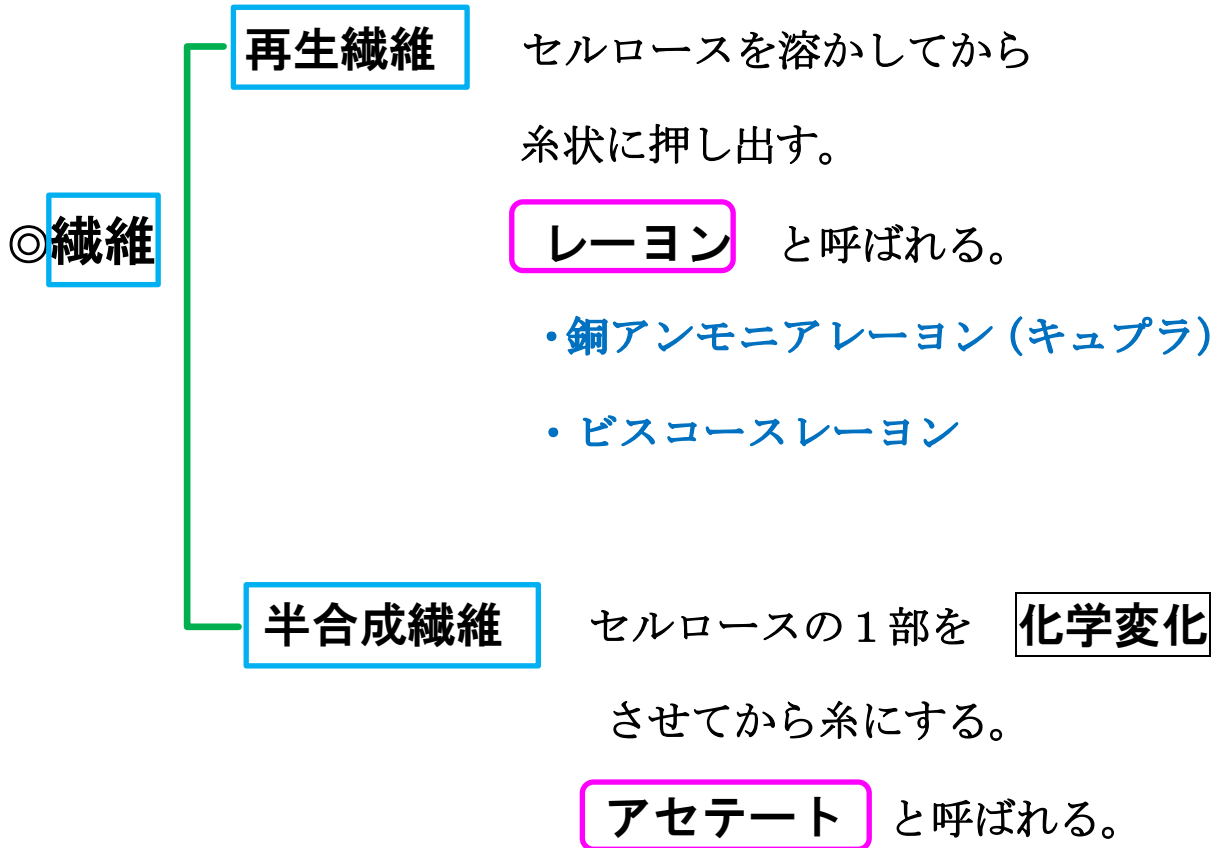 再生繊維 セルロースを溶かしてから
糸状に押し出す。
◎繊維 レーヨン と呼ばれる。
・銅アンモニアレーヨン(キュプラ)
・ビスコースレーヨン
半合成繊維 セルロースの1部を 化学変化
させてから糸にする。
アセテート と呼ばれる。